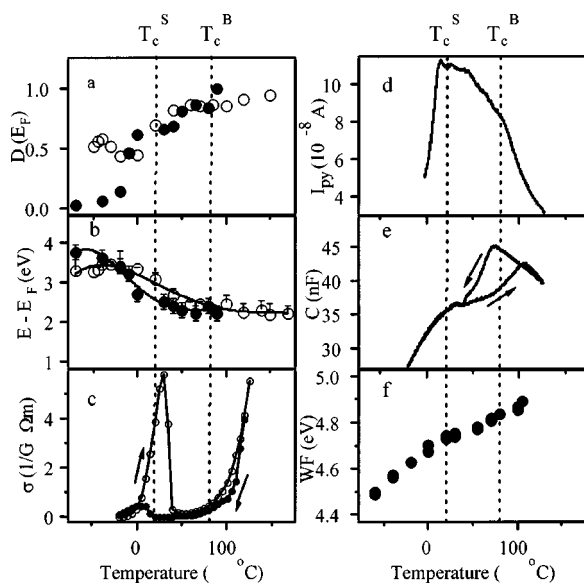 T_c^S T_c^B T_c^S T_c^B
a
D (E_F)
1.0
0.5
0.0
b
E - E_F (eV)
4
3
2
1
c
σ (1/G Ωm)
4
2
0
0 100
Temperature ( °C)
d
I_py (10^-8 A)
10
8
6
4
e
C (nF)
45
40
35
30
f
WF (eV)
5.0
4.8
4.6
4.4
0 100
Temperature ( °C)